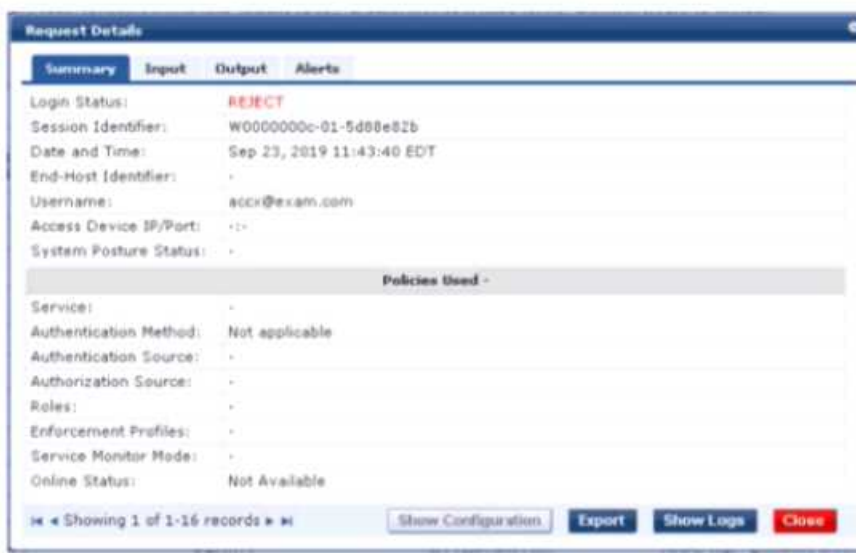 Request Details
Summary Input Output Alerts
Login Status: REJECT
Session Identifier: W0000000c-01-5d88e82b
Date and Time: Sep 23, 2019 11:43:40 EDT
End-Host Identifier: -
Username: accx@exam.com
Access Device IP/Port: -:-
System Posture Status: -
Policies Used -
Service: -
Authentication Method: Not applicable
Authentication Source: -
Authorization Source: -
Roles: -
Enforcement Profiles: -
Service Monitor Mode: -
Online Status: Not Available
Showing 1 of 1-16 records Show Configuration Export Show Logs Close